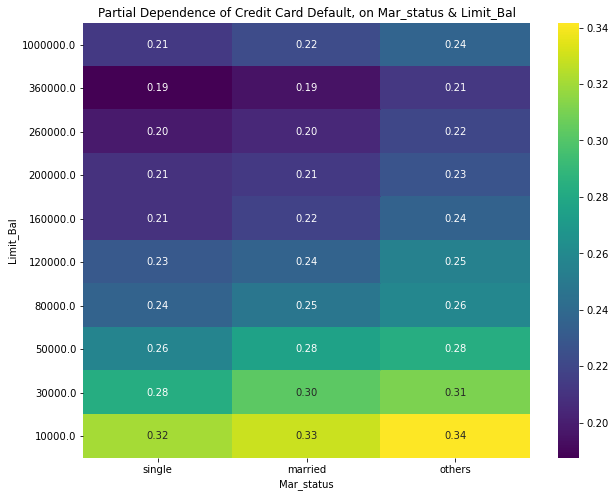 Partial Dependence of Credit Card Default, on Mar_status & Limit_Bal
1000000.0 0.21 0.22 0.24
360000.0 0.19 0.19 0.21
260000.0 0.20 0.20 0.22
200000.0 0.21 0.21 0.23
160000.0 0.21 0.22 0.24
120000.0 0.23 0.24 0.25
80000.0 0.24 0.25 0.26
50000.0 0.26 0.28 0.28
30000.0 0.28 0.30 0.31
10000.0 0.32 0.33 0.34
single married others
Mar_status
Limit_Bal
0.34
0.32
0.30
0.28
0.26
0.24
0.22
0.20